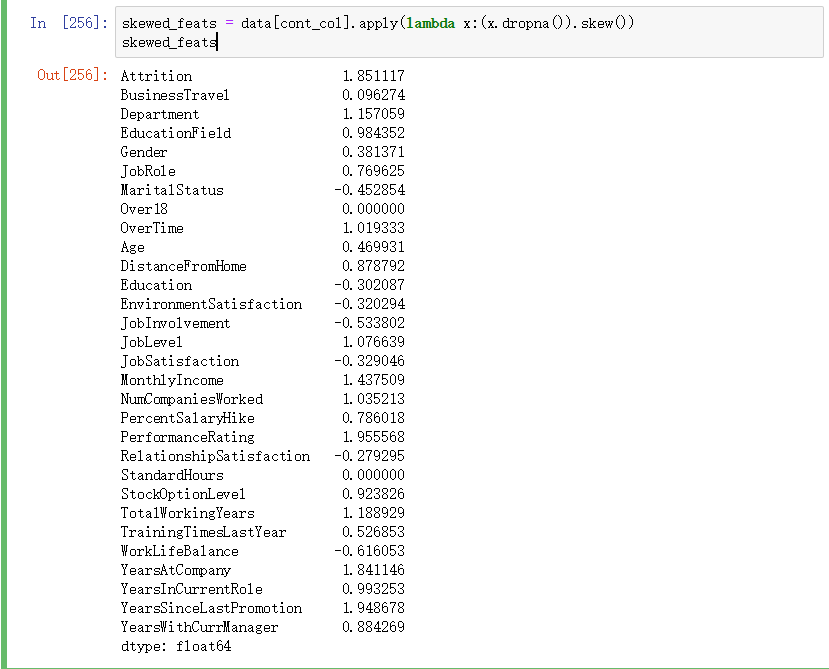 In [256]: skewed_feats = data[cont_col].apply(lambda x:(x.dropna()).skew())
skewed_feats
Out[256]: Attrition 1.851117
BusinessTravel 0.096274
Department 1.157059
EducationField 0.984352
Gender 0.381371
JobRole 0.769625
MaritalStatus -0.452854
Over18 0.000000
OverTime 1.019333
Age 0.469931
DistanceFromHome 0.878792
Education -0.302087
EnvironmentSatisfaction -0.320294
JobInvolvement -0.533802
JobLevel 1.076639
JobSatisfaction -0.329046
MonthlyIncome 1.437509
NumCompaniesWorked 1.035213
PercentSalaryHike 0.786018
PerformanceRating 1.955568
RelationshipSatisfaction -0.279295
StandardHours 0.000000
StockOptionLevel 0.923826
TotalWorkingYears 1.188929
TrainingTimesLastYear 0.526853
WorkLifeBalance -0.616053
YearsAtCompany 1.841146
YearsInCurrentRole 0.993253
YearsSinceLastPromotion 1.948678
YearsWithCurrManager 0.884269
dtype: float64